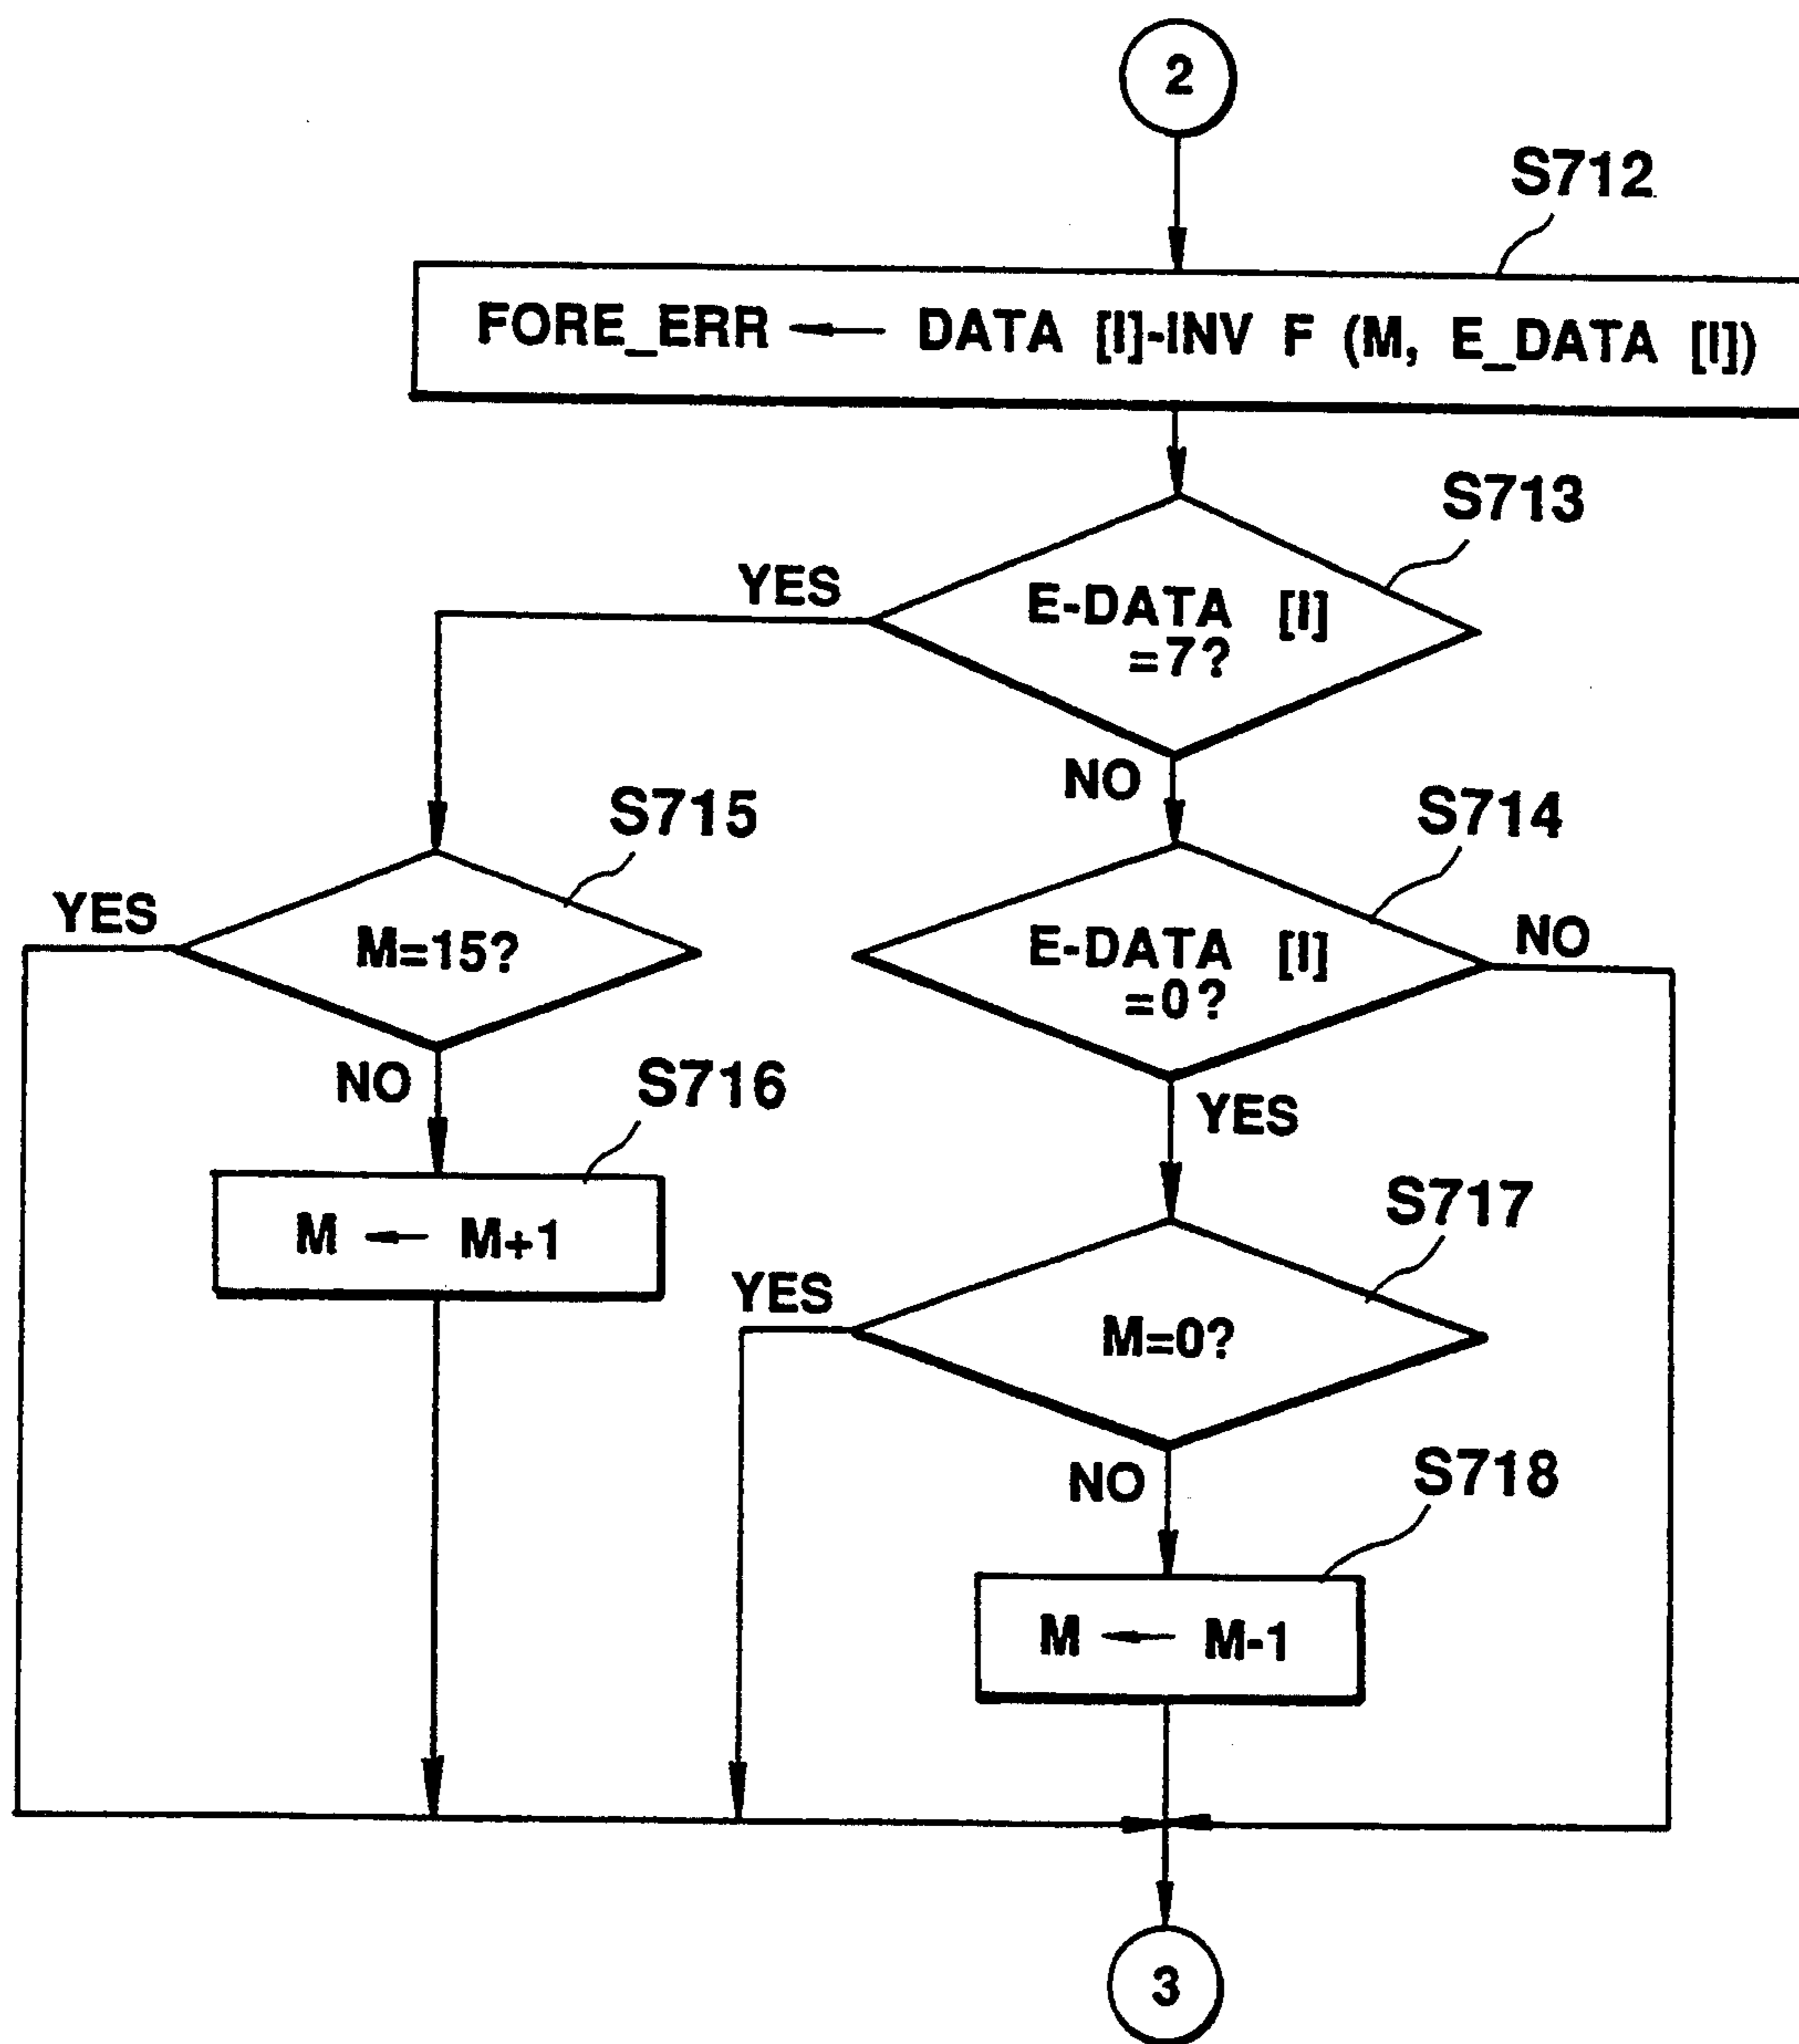 2
S712
FORE_ERR ← DATA [I]-INV F (M, E_DATA [I])
S713
YES
E-DATA [I]
=7?
NO
S715
S714
YES
M=15?
E-DATA [I]
=0?
NO
NO
S716
YES
M ← M+1
S717
YES
M=0?
NO
S718
M ← M-1
3